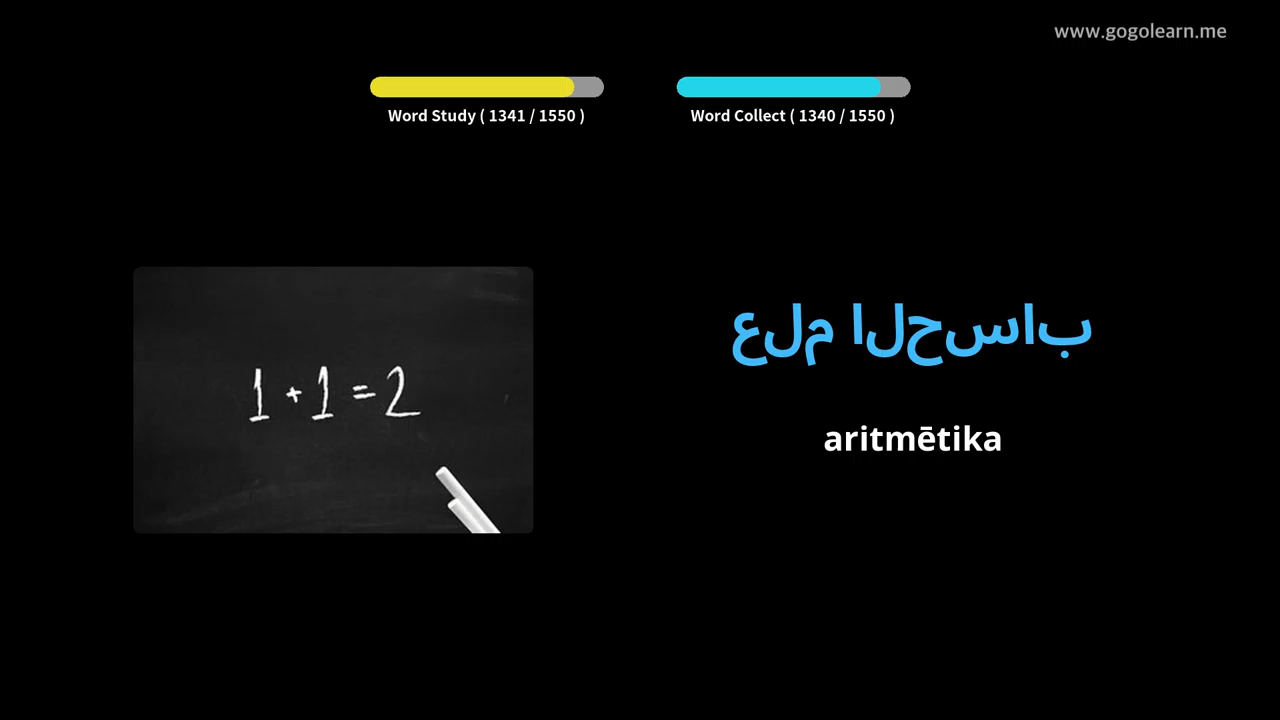 www.gogolearn.me
Word Study ( 1341 / 1550 )
Word Collect ( 1340 / 1550 )
علم الحساب
1 + 1 = 2
aritmētika